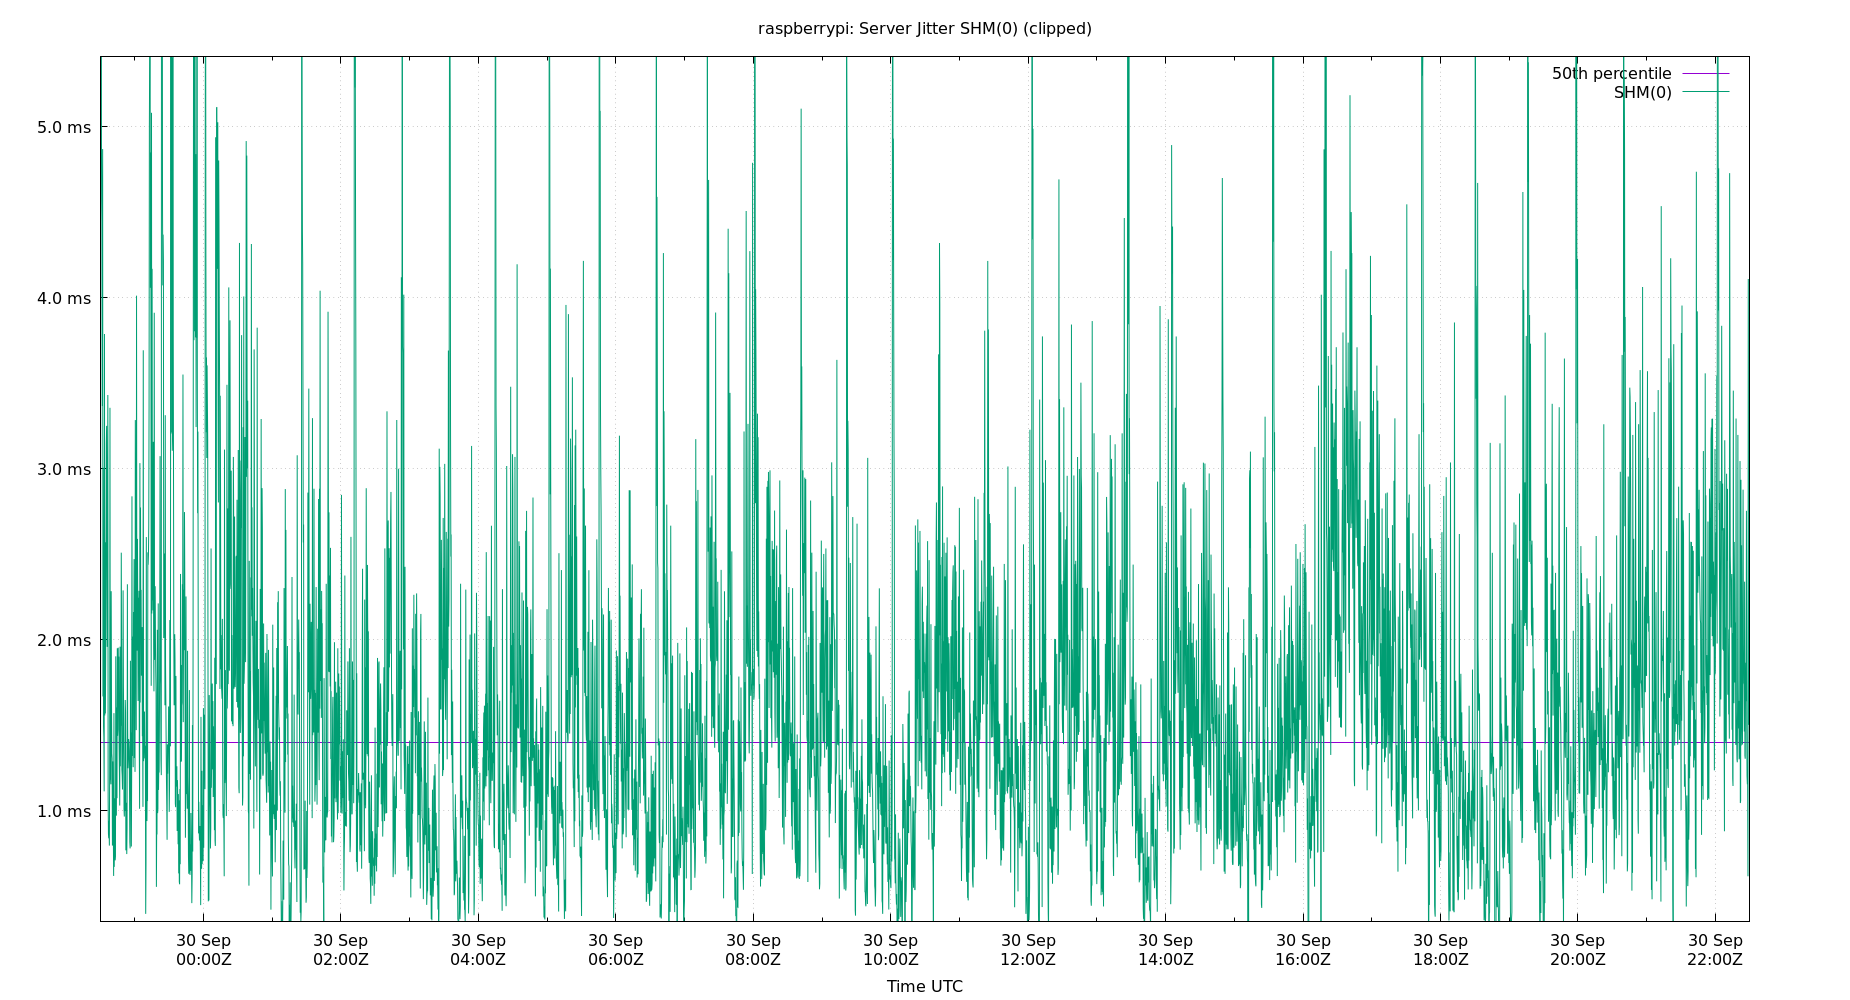 raspberrypi: Server Jitter SHM(0) (clipped)
50th percentile
SHM(0)
5.0 ms
4.0 ms
3.0 ms
2.0 ms
1.0 ms
30 Sep 30 Sep 30 Sep 30 Sep 30 Sep 30 Sep 30 Sep 30 Sep 30 Sep 30 Sep 30 Sep 30 Sep
00:00Z 02:00Z 04:00Z 06:00Z 08:00Z 10:00Z 12:00Z 14:00Z 16:00Z 18:00Z 20:00Z 22:00Z
Time UTC